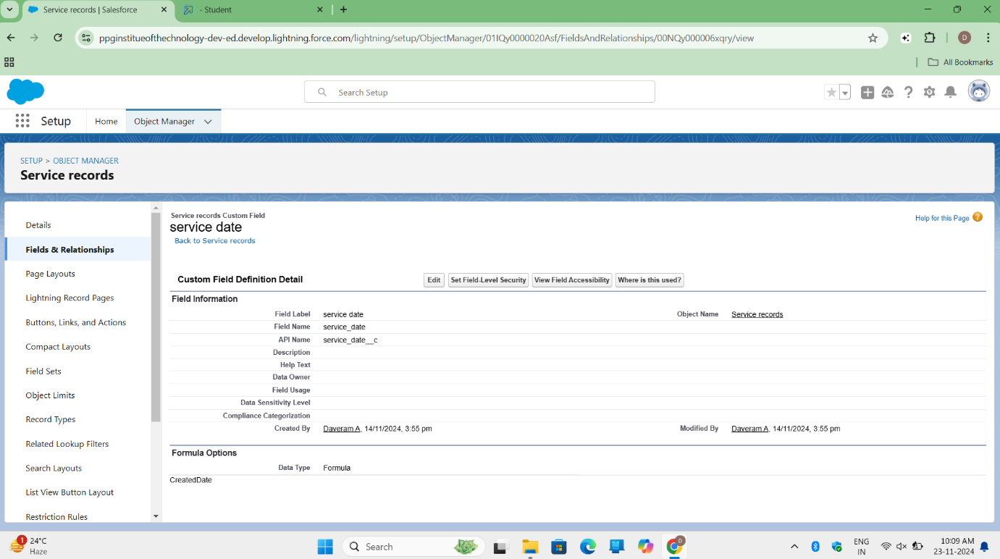 Service records | Salesforce
- Student
ppginstitueofthechnology-dev-ed.develop.lightning.force.com/lightning/setup/ObjectManager/01IQy0000020Asf/FieldsAndRelationships/00NQy000006xqry/view
D
All Bookmarks
Search Setup
Setup
Home
Object Manager
SETUP > OBJECT MANAGER
Service records
Details
Fields & Relationships
Page Layouts
Lightning Record Pages
Buttons, Links, and Actions
Compact Layouts
Field Sets
Object Limits
Record Types
Related Lookup Filters
Search Layouts
List View Button Layout
Restriction Rules
Service records Custom Field
service date
Back to Service records
Help for this Page ?
Custom Field Definition Detail
Edit
Set Field-Level Security
View Field Accessibility
Where is this used?
Field Information
Field Label service date Object Name Service records
Field Name service_date
API Name service_date__c
Description
Help Text
Data Owner
Field Usage
Data Sensitivity Level
Compliance Categorization
Created By Daveram A, 14/11/2024, 3:55 pm Modified By Daveram A, 14/11/2024, 3:55 pm
Formula Options
Data Type Formula
CreatedDate
1
24°C
Haze
Search
D
ENG
IN
10:09 AM
23-11-2024